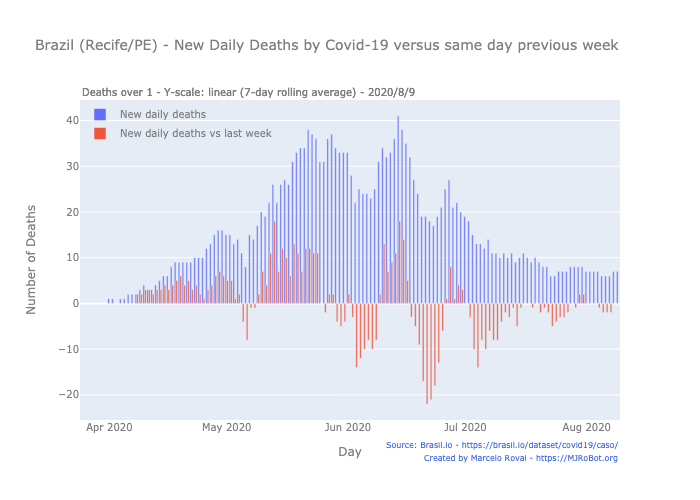 Brazil (Recife/PE) - New Daily Deaths by Covid-19 versus same day previous week
Deaths over 1 - Y-scale: linear (7-day rolling average) - 2020/8/9
New daily deaths
New daily deaths vs last week
40
30
20
10
0
−10
−20
Number of Deaths
Apr 2020 May 2020 Jun 2020 Jul 2020 Aug 2020
Day
Source: Brasil.io - https://brasil.io/dataset/covid19/caso/
Created by Marcelo Rovai - https://MJRoBot.org